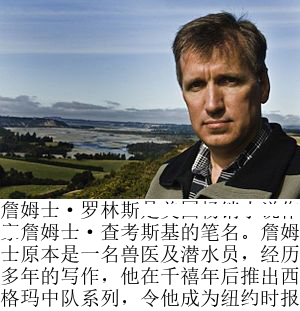 詹姆士·罗林斯
詹姆士·查考斯基的笔名。詹姆
士原本是一名兽医及潜水员，经历
多年的写作，他在千禧年后推出西
格玛中队系列，令他成为纽约时报